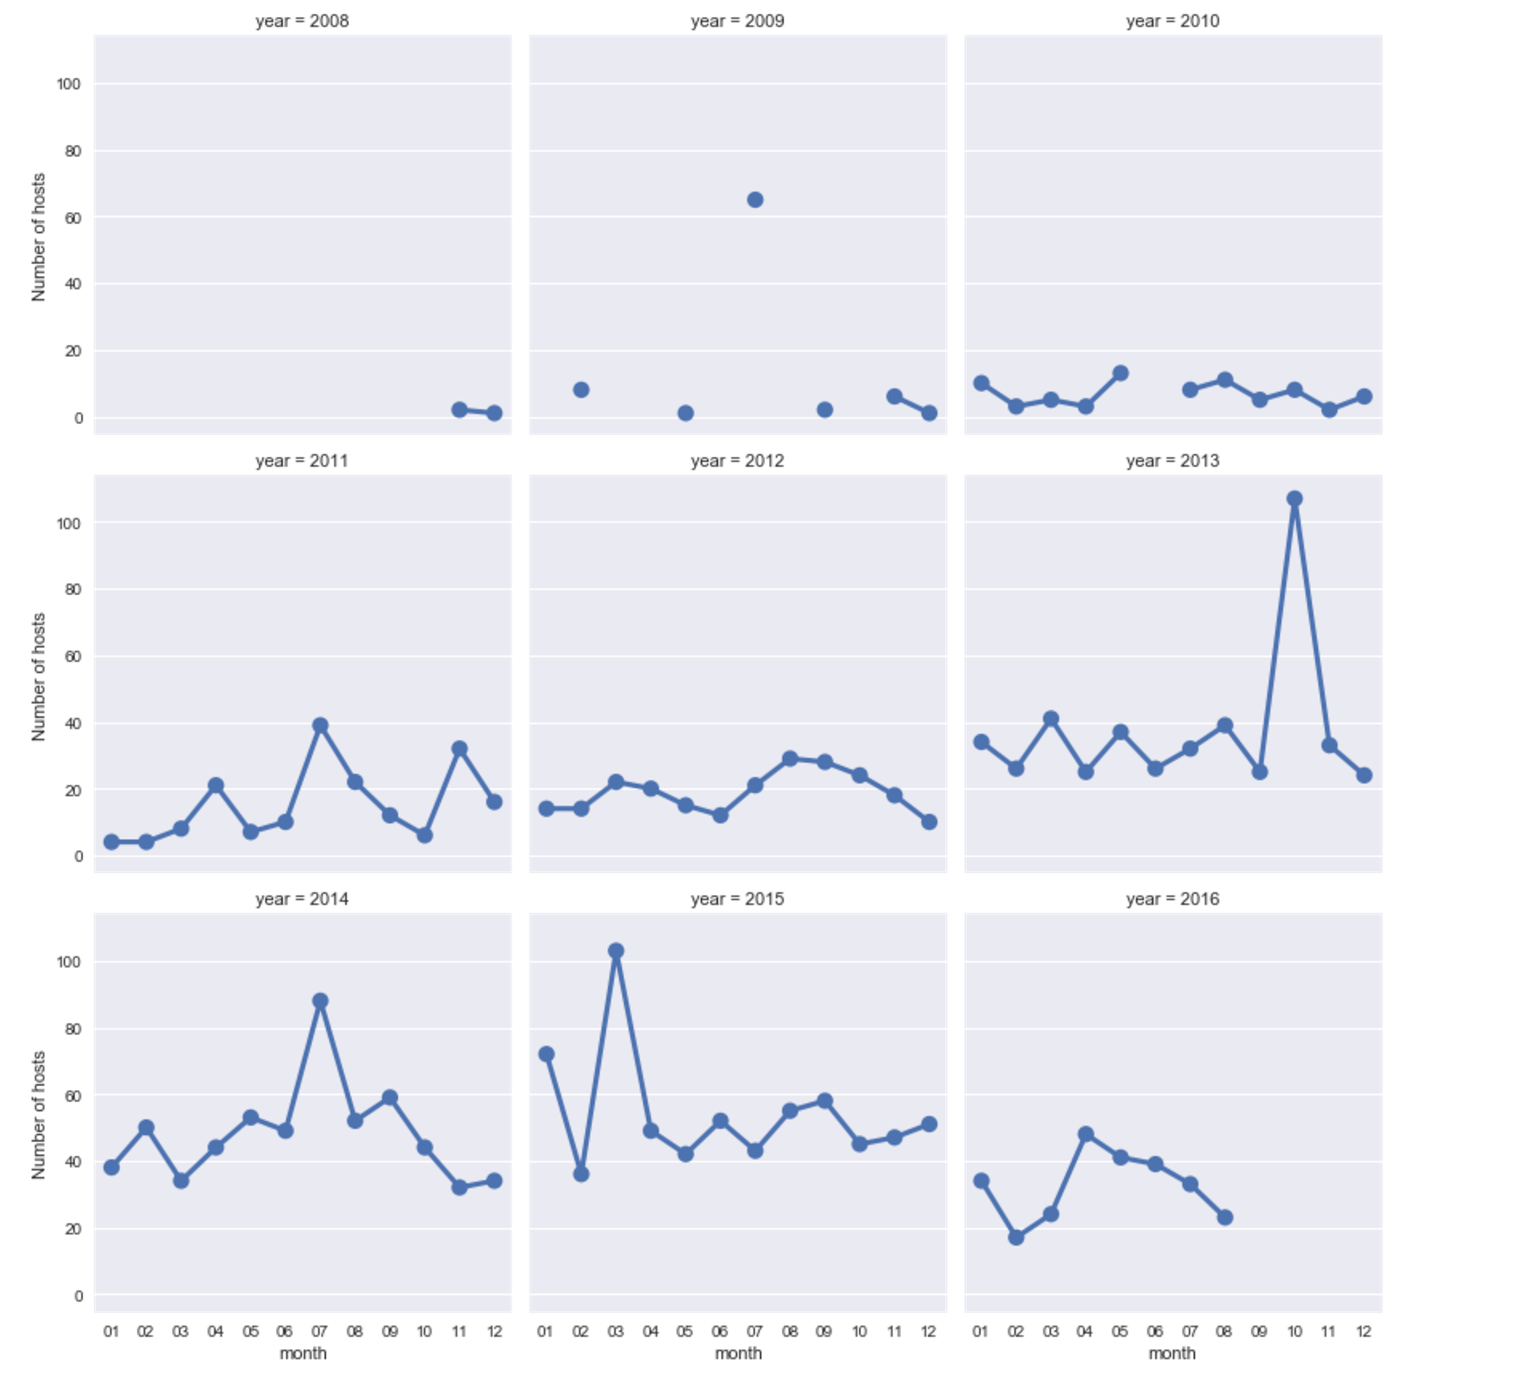 year = 2008 year = 2009 year = 2010
100
80
60
40
20
0
Number of hosts
year = 2011 year = 2012 year = 2013
100
80
60
40
20
0
Number of hosts
year = 2014 year = 2015 year = 2016
100
80
60
40
20
0
Number of hosts
01 02 03 04 05 06 07 08 09 10 11 12 01 02 03 04 05 06 07 08 09 10 11 12 01 02 03 04 05 06 07 08 09 10 11 12
month month month